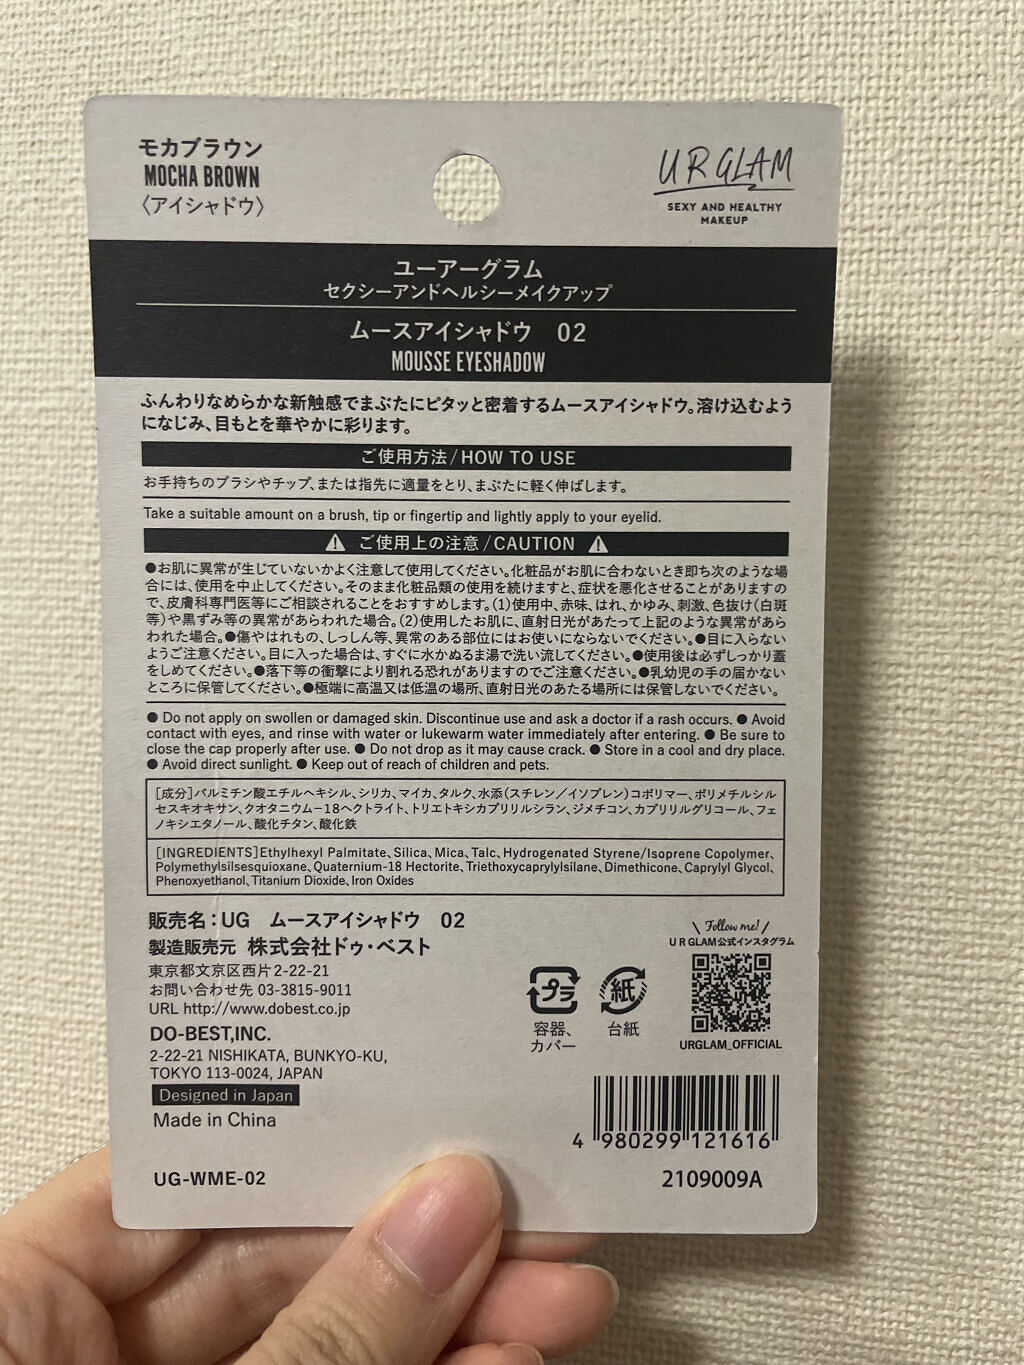 モカブラウン
MOCHA BROWN
〈アイシャドウ〉
U R GLAM
SEXY AND HEALTHY
MAKEUP
ユーアーグラム
セクシーアンドヘルシーメイクアップ
ムースアイシャドウ 02
MOUSSE EYESHADOW
ふんわりなめらかな新触感でまぶたにピタッと密着するムースアイシャドウ。溶け込むよう
になじみ、目もとを華やかに彩ります。
ご使用方法/HOW TO USE
お手持ちのブラシやチップ、または指先に適量をとり、まぶたに軽く伸ばします。
Take a suitable amount on a brush, tip or fingertip and lightly apply to your eyelid.
ご使用上の注意/CAUTION
●お肌に異常が生じていないかよく注意して使用してください。化粧品がお肌に合わないとき即ち次のような場
合には、使用を中止してください。そのまま化粧品類の使用を続けますと、症状を悪化させることがありますの
で、皮膚科専門医等にご相談されることをおすすめします。(1)使用中、赤味、はれ、かゆみ、刺激、色抜け(白斑
等)や黒ずみ等の異常があらわれた場合。(2)使用したお肌に、直射日光があたって上記のような異常があら
われた場合。●傷やはれもの、しっしん等、異常のある部位にはお使いにならないでください。●目に入らない
ようご注意ください。目に入った場合は、すぐに水かぬるま湯で洗い流してください。●使用後は必ずしっかり蓋
をしめてください。●落下等の衝撃により割れる恐れがありますのでご注意ください。●乳幼児の手の届かない
ところに保管してください。●極端に高温又は低温の場所、直射日光のあたる場所には保管しないでください。
● Do not apply on swollen or damaged skin. Discontinue use and ask a doctor if a rash occurs. ● Avoid
contact with eyes, and rinse with water or lukewarm water immediately after entering. ● Be sure to
close the cap properly after use. ● Do not drop as it may cause crack. ● Store in a cool and dry place.
● Avoid direct sunlight. ● Keep out of reach of children and pets.
[成分]パルミチン酸エチルヘキシル、シリカ、マイカ、タルク、水添(スチレン/イソプレン)コポリマー、ポリメチルシル
セスキオキサン、クオタニウム-18ヘクトライト、トリエトキシカプリリルシラン、ジメチコン、カプリリルグリコール、フェ
ノキシエタノール、酸化チタン、酸化鉄
[INGREDIENTS]Ethylhexyl Palmitate、Silica、Mica、Talc、Hydrogenated Styrene/Isoprene Copolymer、
Polymethylsilsesquioxane、Quaternium-18 Hectorite、Triethoxycaprylylsilane、Dimethicone、Caprylyl Glycol、
Phenoxyethanol、Titanium Dioxide、Iron Oxides
販売名:UG ムースアイシャドウ 02
製造販売元 株式会社ドゥ・ベスト
東京都文京区西片2-22-21
お問い合わせ先 03-3815-9011
URL http://www.dobest.co.jp
DO-BEST,INC.
2-22-21 NISHIKATA, BUNKYO-KU,
TOKYO 113-0024, JAPAN
Designed in Japan
Made in China
UG-WME-02
プラ
容器、
カバー
紙
台紙
\ Follow me! /
U R GLAM公式インスタグラム
URGLAM_OFFICIAL
4 980299 121616
2109009A